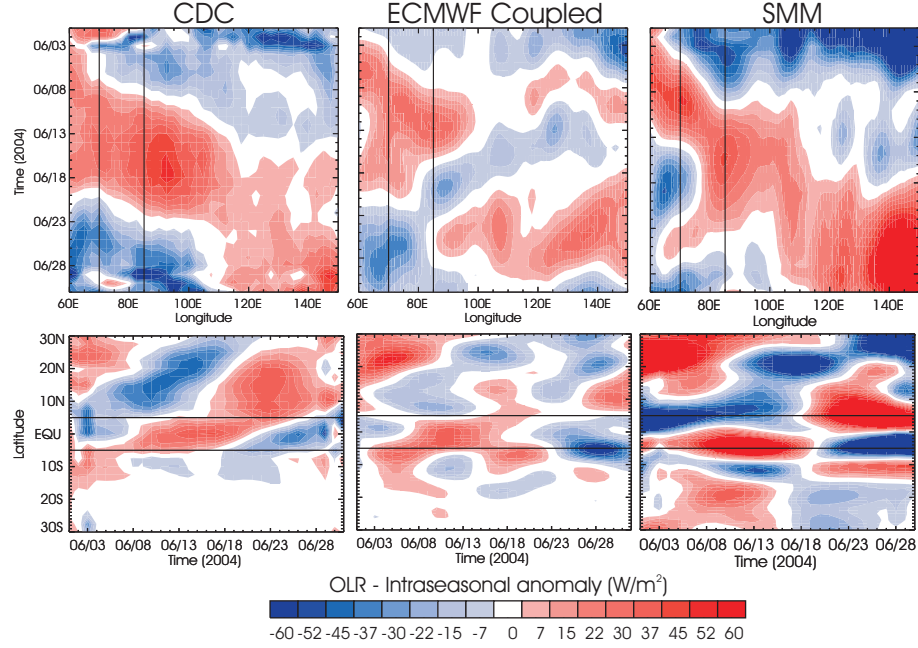 CDC ECMWF Coupled SMM
06/03
06/08
06/13
06/18
06/23
06/28
Time (2004)
60E 80E 100E 120E 140E 60E 80E 100E 120E 140E 60E 80E 100E 120E 140E
Longitude Longitude Longitude
30N
20N
10N
EQU
10S
20S
30S
Latitude
06/03 06/08 06/13 06/18 06/23 06/28 06/03 06/08 06/13 06/18 06/23 06/28 06/03 06/08 06/13 06/18 06/23 06/28
Time (2004) Time (2004) Time (2004)
OLR - Intraseasonal anomaly (W/m²)
-60 -52 -45 -37 -30 -22 -15 -7 0 7 15 22 30 37 45 52 60